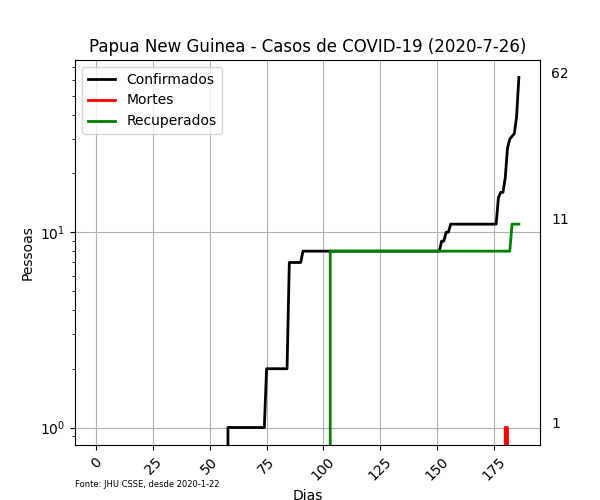 Papua New Guinea - Casos de COVID-19 (2020-7-26)
Confirmados
Mortes
Recuperados
62
11
1
Pessoas
10¹
10⁰
0
25
50
75
100
125
150
175
Fonte: JHU CSSE, desde 2020-1-22
Dias